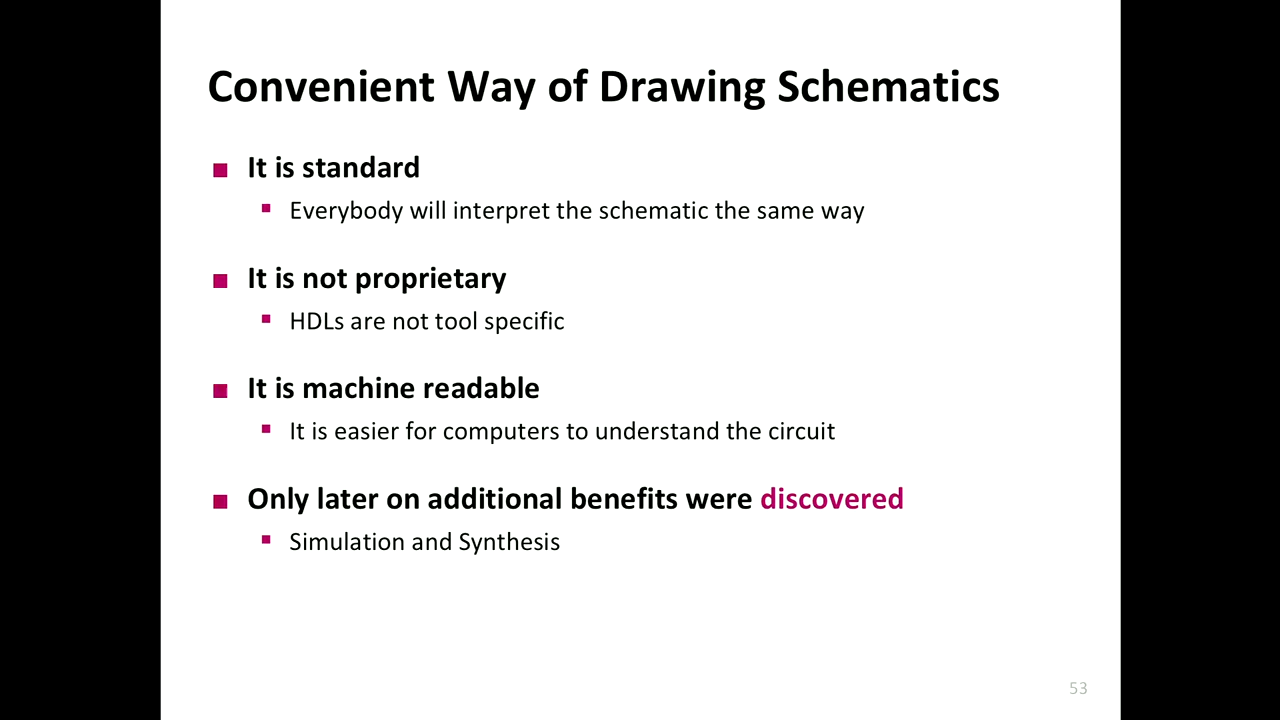 Convenient Way of Drawing Schematics
It is standard
Everybody will interpret the schematic the same way
It is not proprietary
HDLs are not tool specific
It is machine readable
It is easier for computers to understand the circuit
Only later on additional benefits were discovered
Simulation and Synthesis
53